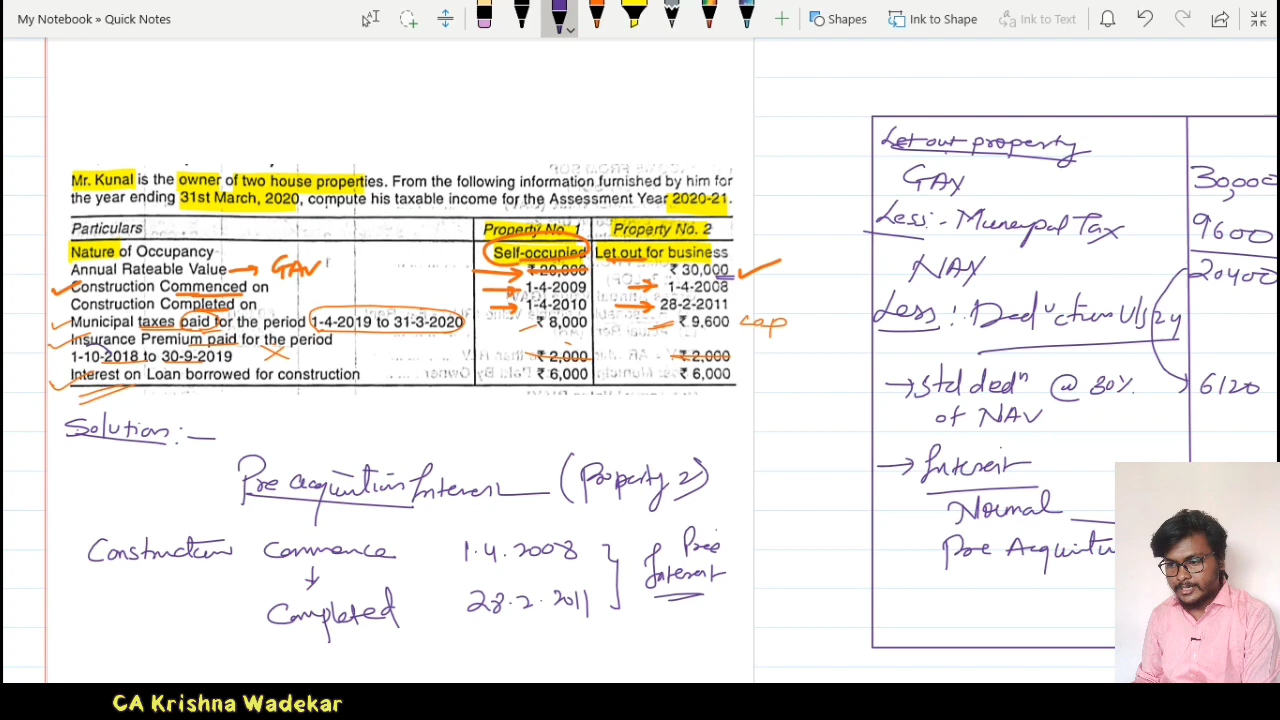 My Notebook » Quick Notes
Shapes
Ink to Shape
Ink to Text
Mr. Kunal is the owner of two house properties. From the following information furnished by him for
the year ending 31st March, 2020, compute his taxable income for the Assessment Year 2020-21.
Particulars Property No. 1 Property No. 2
Nature of Occupancy Self-occupied Let out for business
Annual Rateable Value → GAV ₹ 20,000 ₹ 30,000
Construction Commenced on 1-4-2009 1-4-2008
Construction Completed on 1-4-2010 28-2-2011
Municipal taxes paid for the period 1-4-2019 to 31-3-2020 ₹ 8,000 ₹ 9,600
Insurance Premium paid for the period
1-10-2018 to 30-9-2019 ₹ 2,000 ₹ 2,000
Interest on Loan borrowed for construction ₹ 6,000 ₹ 6,000
Solution:-
Pre acquisition Interest (Property 2)
Construction Commence 1.4.2008
↓
Completed 28.2.2011
Pre
Interest
Let out property
GAV 30,000
Less:- Municipal Tax 9600
NAV 20400
Less: Deduction U/s 24
→ Std dedn @ 30% 6120
of NAV
→ Interest
Normal
Pre Acquisition
CA Krishna Wadekar